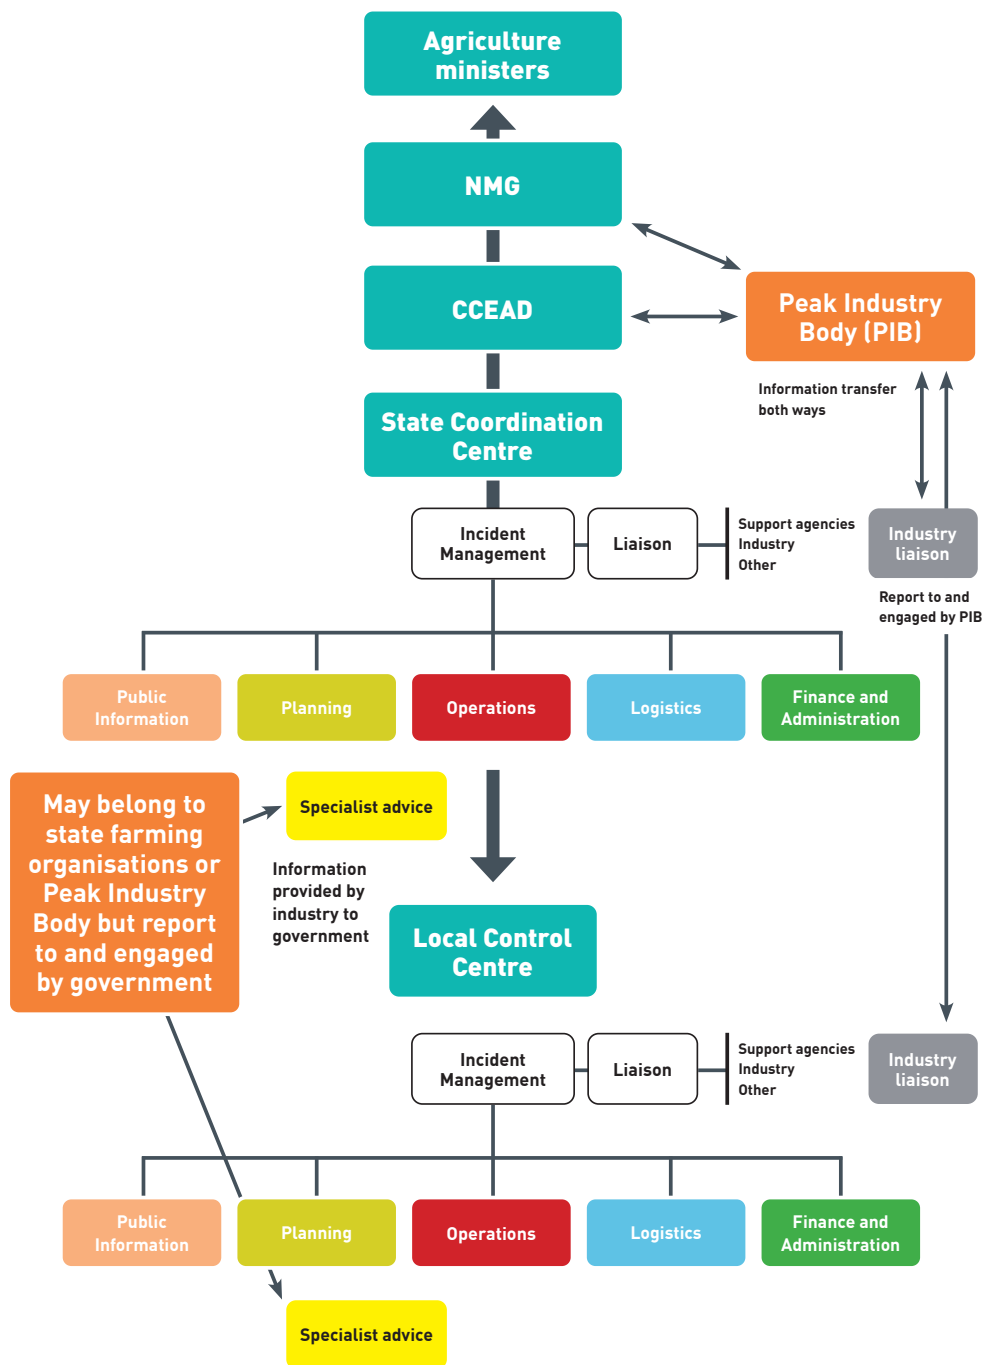 Agriculture
ministers
NMG
CCEAD
Peak Industry
Body (PIB)
Information transfer
both ways
State Coordination
Centre
Incident
Management
Liaison
Support agencies
Industry
Other
Industry
liaison
Report to and
engaged by PIB
Public
Information
Planning
Operations
Logistics
Finance and
Administration
May belong to
state farming
organisations or
Peak Industry
Body but report
to and engaged
by government
Specialist advice
Information
provided by
industry to
government
Local Control
Centre
Incident
Management
Liaison
Support agencies
Industry
Other
Industry
liaison
Public
Information
Planning
Operations
Logistics
Finance and
Administration
Specialist advice